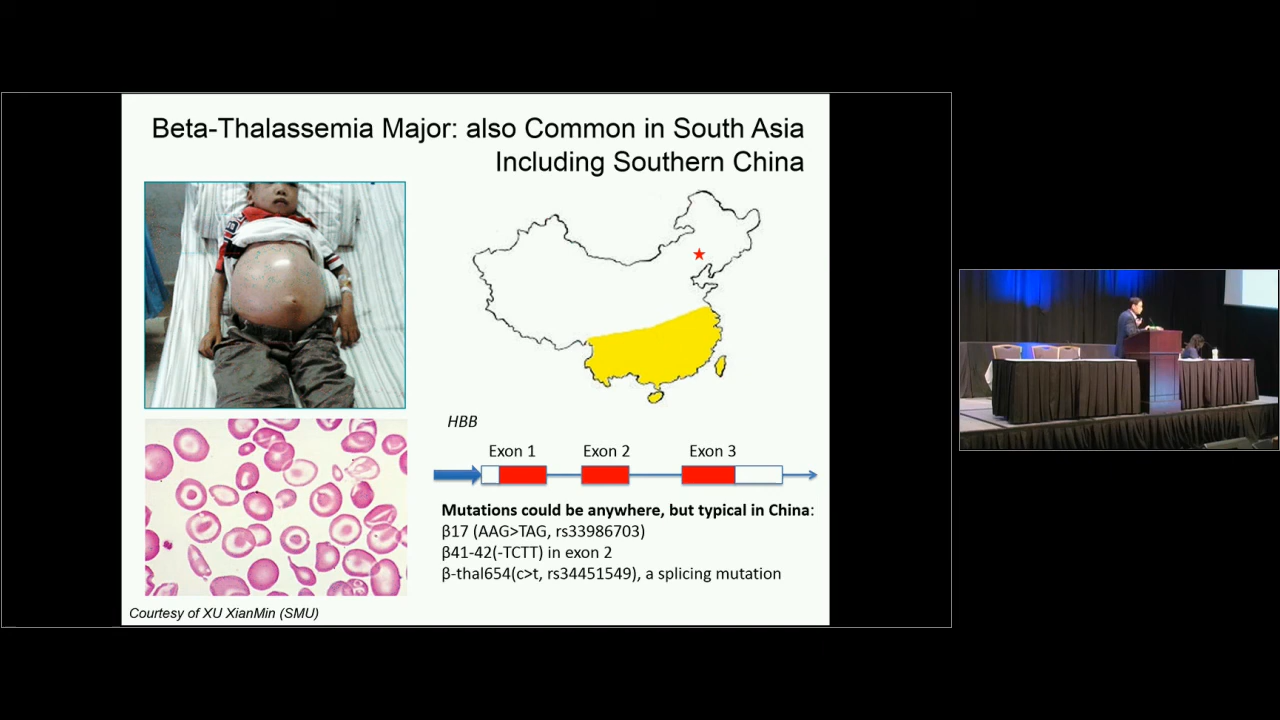 Beta-Thalassemia Major: also Common in South Asia
Including Southern China
HBB
Exon 1
Exon 2
Exon 3
Mutations could be anywhere, but typical in China:
β17 (AAG>TAG, rs33986703)
β41-42(-TCTT) in exon 2
β-thal654(c>t, rs34451549), a splicing mutation
Courtesy of XU XianMin (SMU)